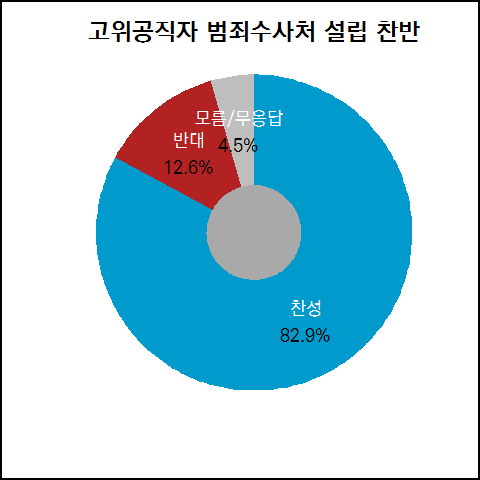 고위공직자 범죄수사처 설립 찬반
모름/무응답
4.5%
반대
12.6%
찬성
82.9%